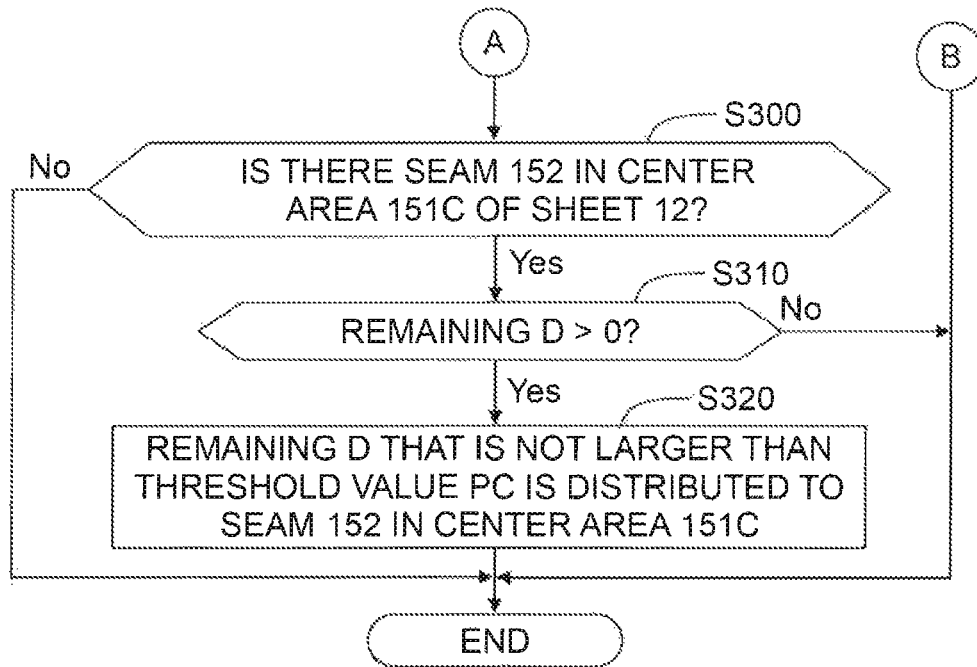 A
B
S300
No
IS THERE SEAM 152 IN CENTER
AREA 151C OF SHEET 12?
Yes
S310
No
REMAINING D > 0?
Yes
S320
REMAINING D THAT IS NOT LARGER THAN
THRESHOLD VALUE PC IS DISTRIBUTED TO
SEAM 152 IN CENTER AREA 151C
END